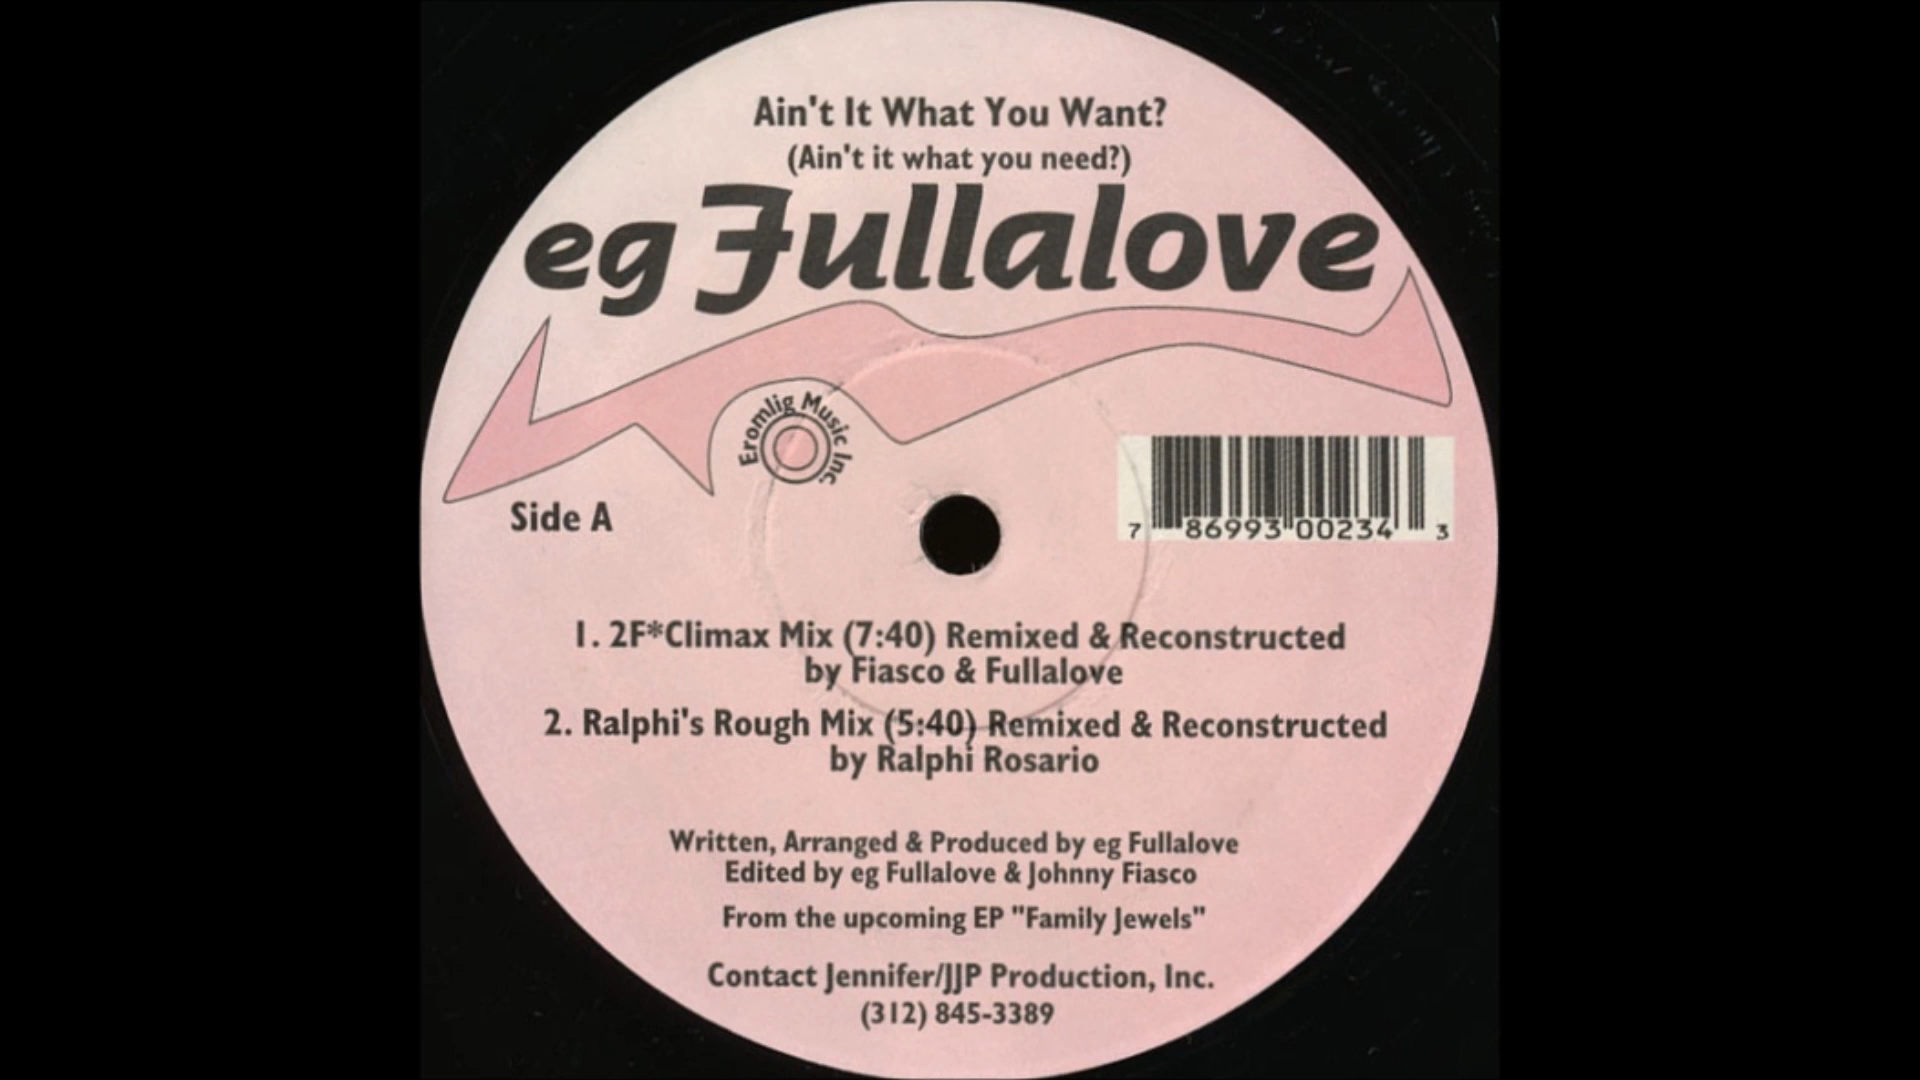 Ain't It What You Want?
(Ain't it what you need?)
eg Fullalove
Eromlig Music Inc.
Side A
7 86993 00234 3
1. 2F*Climax Mix (7:40) Remixed & Reconstructed
by Fiasco & Fullalove
2. Ralphi's Rough Mix (5:40) Remixed & Reconstructed
by Ralphi Rosario
Written, Arranged & Produced by eg Fullalove
Edited by eg Fullalove & Johnny Fiasco
From the upcoming EP "Family Jewels"
Contact Jennifer/JJP Production, Inc.
(312) 845-3389